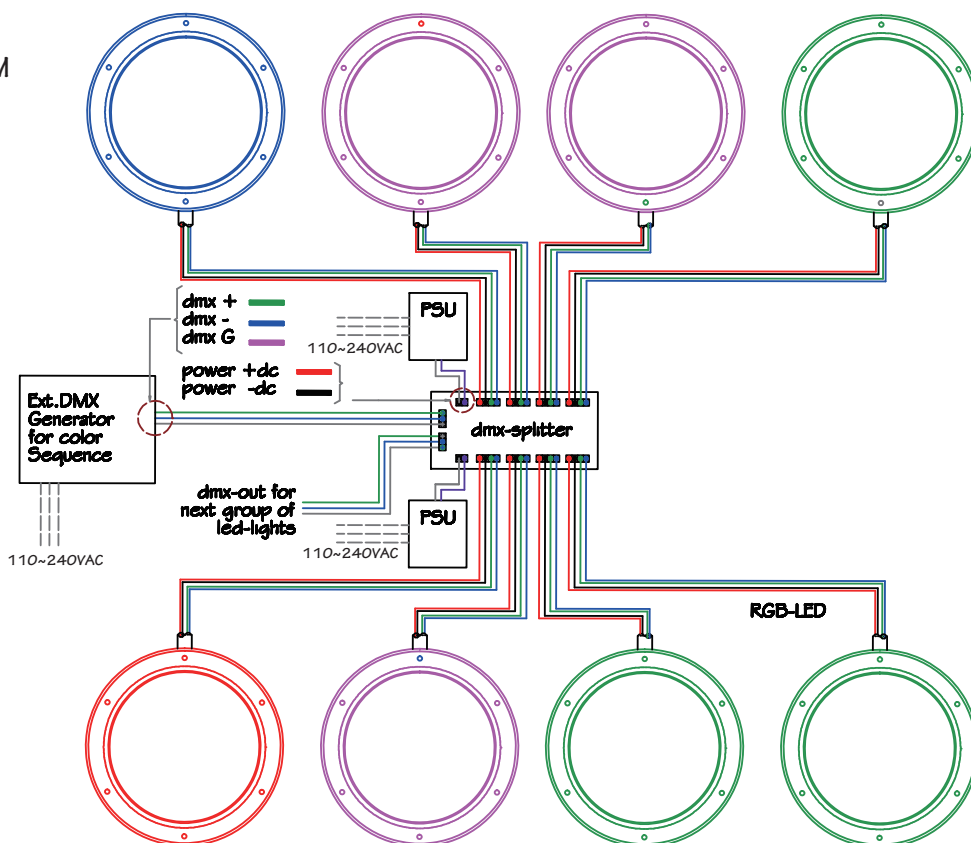 M
dmx +
dmx -
dmx G
PSU
110~240VAC
power +dc
power -dc
Ext.DMX
Generator
for color
Sequence
dmx-splitter
dmx-out for
next group of
led-lights
PSU
110~240VAC
110~240VAC
RGB-LED